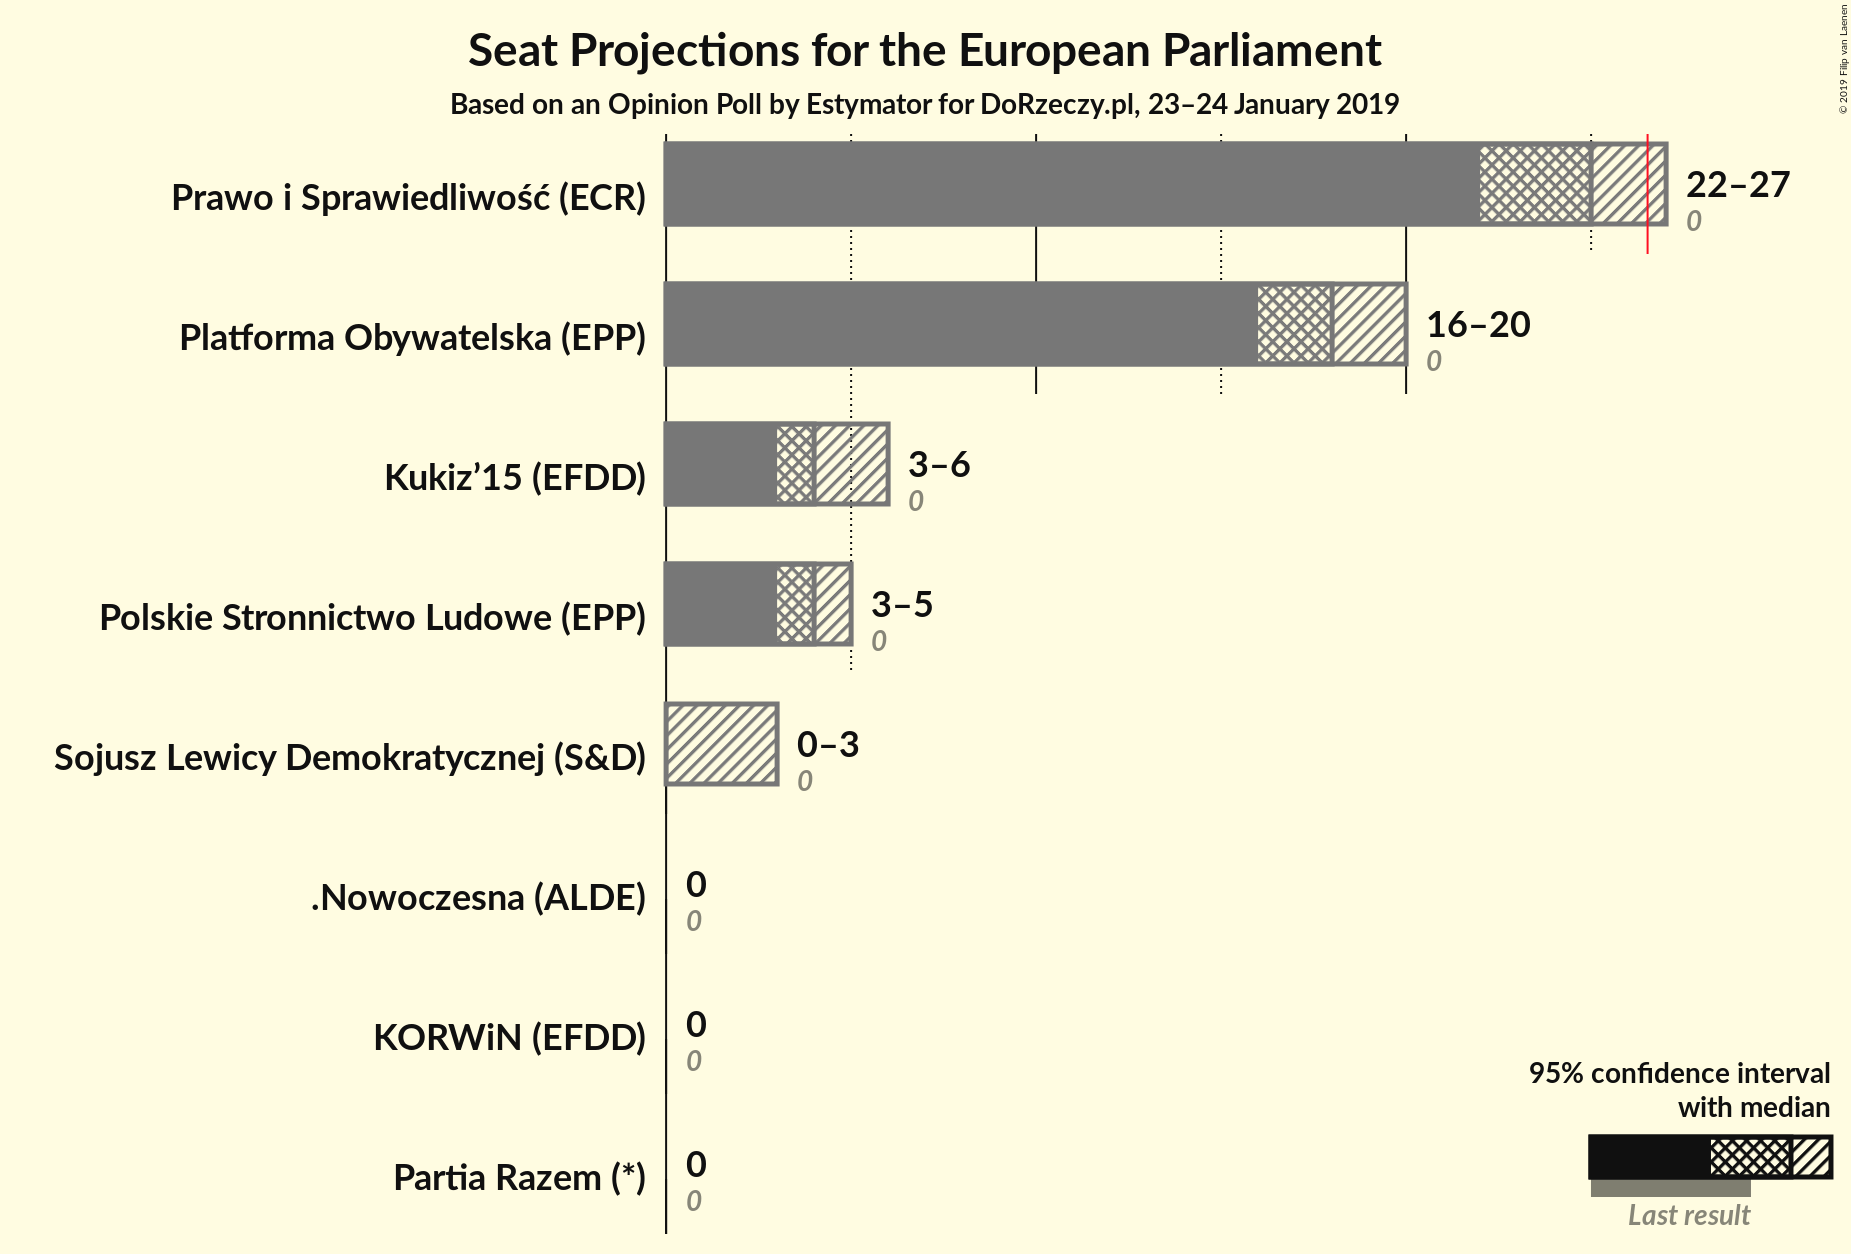 Seat Projections for the European Parliament
Based on an Opinion Poll by Estymator for DoRzeczy.pl, 23–24 January 2019
© 2019 Filip van Laenen
Prawo i Sprawiedliwość (ECR)
22–27
0
Platforma Obywatelska (EPP)
16–20
0
Kukiz’15 (EFDD)
3–6
0
Polskie Stronnictwo Ludowe (EPP)
3–5
0
Sojusz Lewicy Demokratycznej (S&D)
0–3
0
.Nowoczesna (ALDE)
0
0
KORWiN (EFDD)
0
0
Partia Razem (*)
0
0
95% confidence interval
with median
Last result